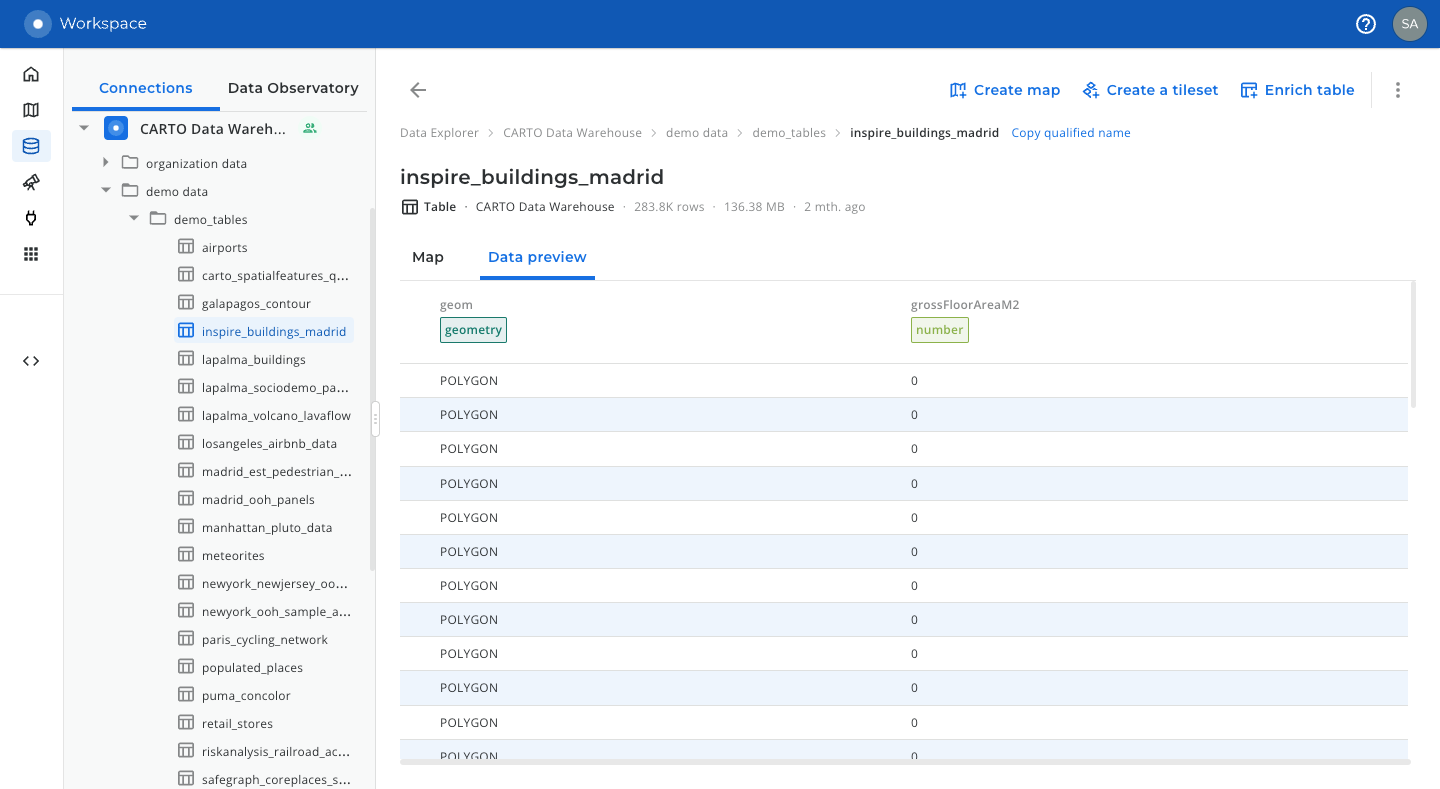 Workspace
SA
Connections
Data Observatory
CARTO Data Wareh...
organization data
demo data
demo_tables
airports
carto_spatialfeatures_q...
galapagos_contour
inspire_buildings_madrid
lapalma_buildings
lapalma_sociodemo_pa...
lapalma_volcano_lavaflow
losangeles_airbnb_data
madrid_est_pedestrian_...
madrid_ooh_panels
manhattan_pluto_data
meteorites
newyork_newjersey_oo...
newyork_ooh_sample_a...
paris_cycling_network
populated_places
puma_concolor
retail_stores
riskanalysis_railroad_ac...
safegraph_coreplaces_s...
Create map
Create a tileset
Enrich table
Data Explorer > CARTO Data Warehouse > demo data > demo_tables > inspire_buildings_madrid Copy qualified name
inspire_buildings_madrid
Table · CARTO Data Warehouse · 283.8K rows · 136.38 MB · 2 mth. ago
Map
Data preview
geom grossFloorAreaM2
geometry number
POLYGON 0
POLYGON 0
POLYGON 0
POLYGON 0
POLYGON 0
POLYGON 0
POLYGON 0
POLYGON 0
POLYGON 0
POLYGON 0
POLYGON 0
POLYGON 0